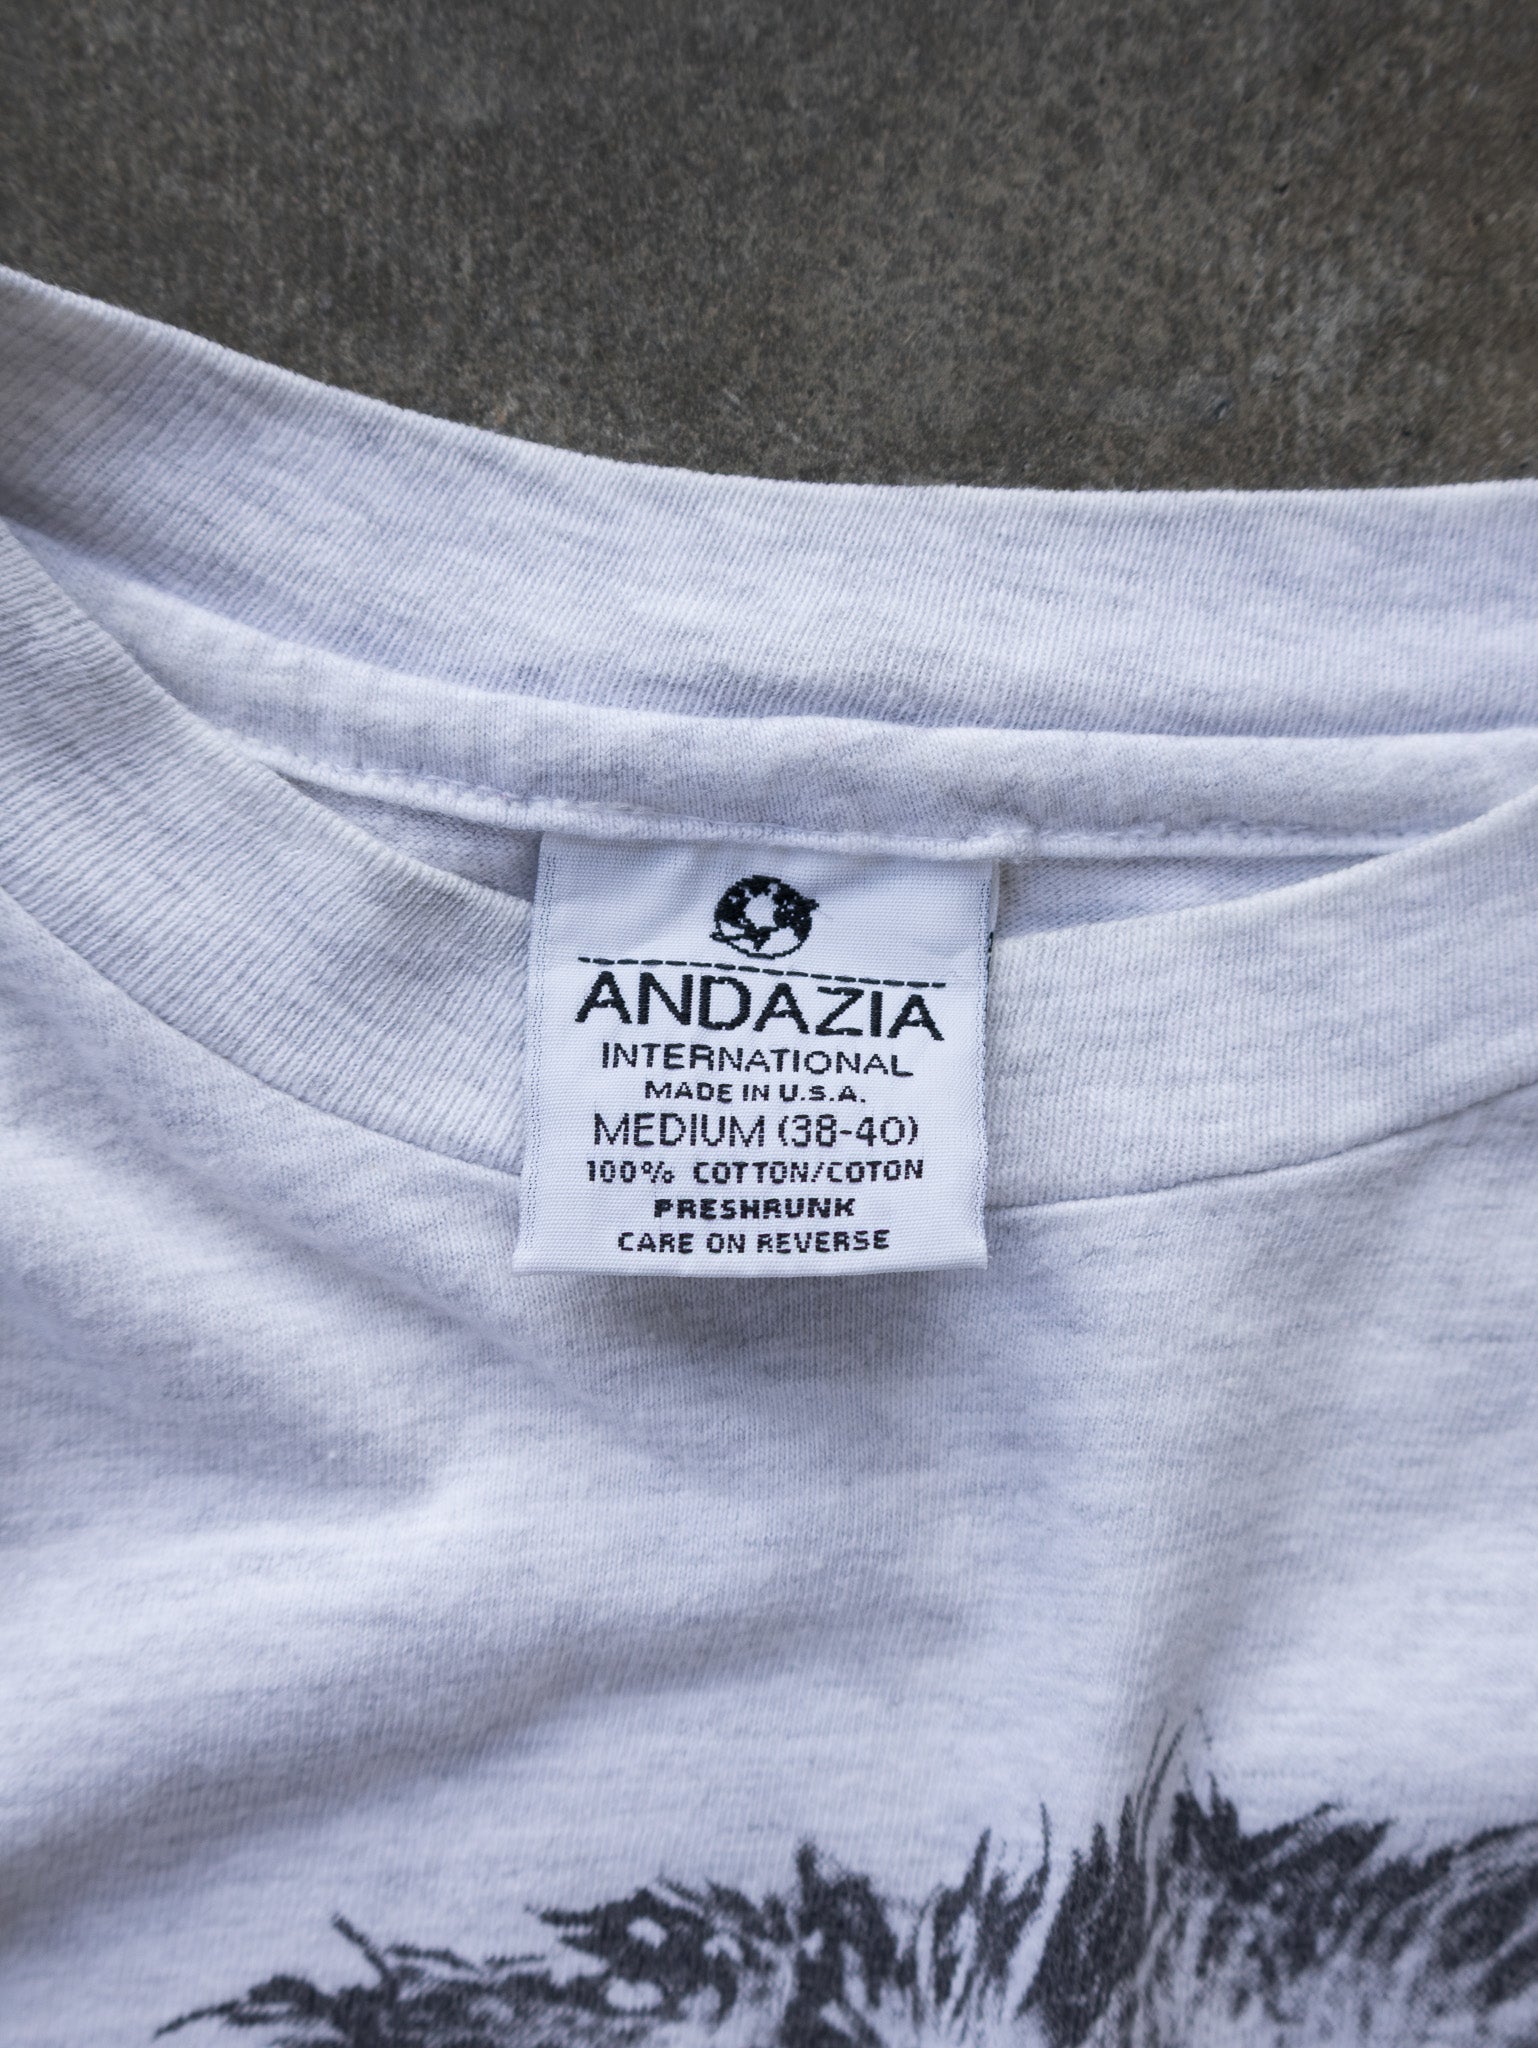 ANDAZIA
INTERNATIONAL
MADE IN U.S.A.
MEDIUM (38-40)
100% COTTON/COTON
PRESHRUNK
CARE ON REVERSE